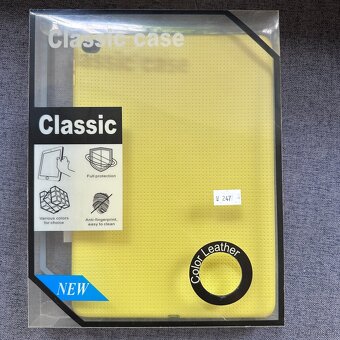 Classic case
Classic
Full protection
Various colors
for choice
Anti-fingerprint,
easy to clean
Color Leather
NEW